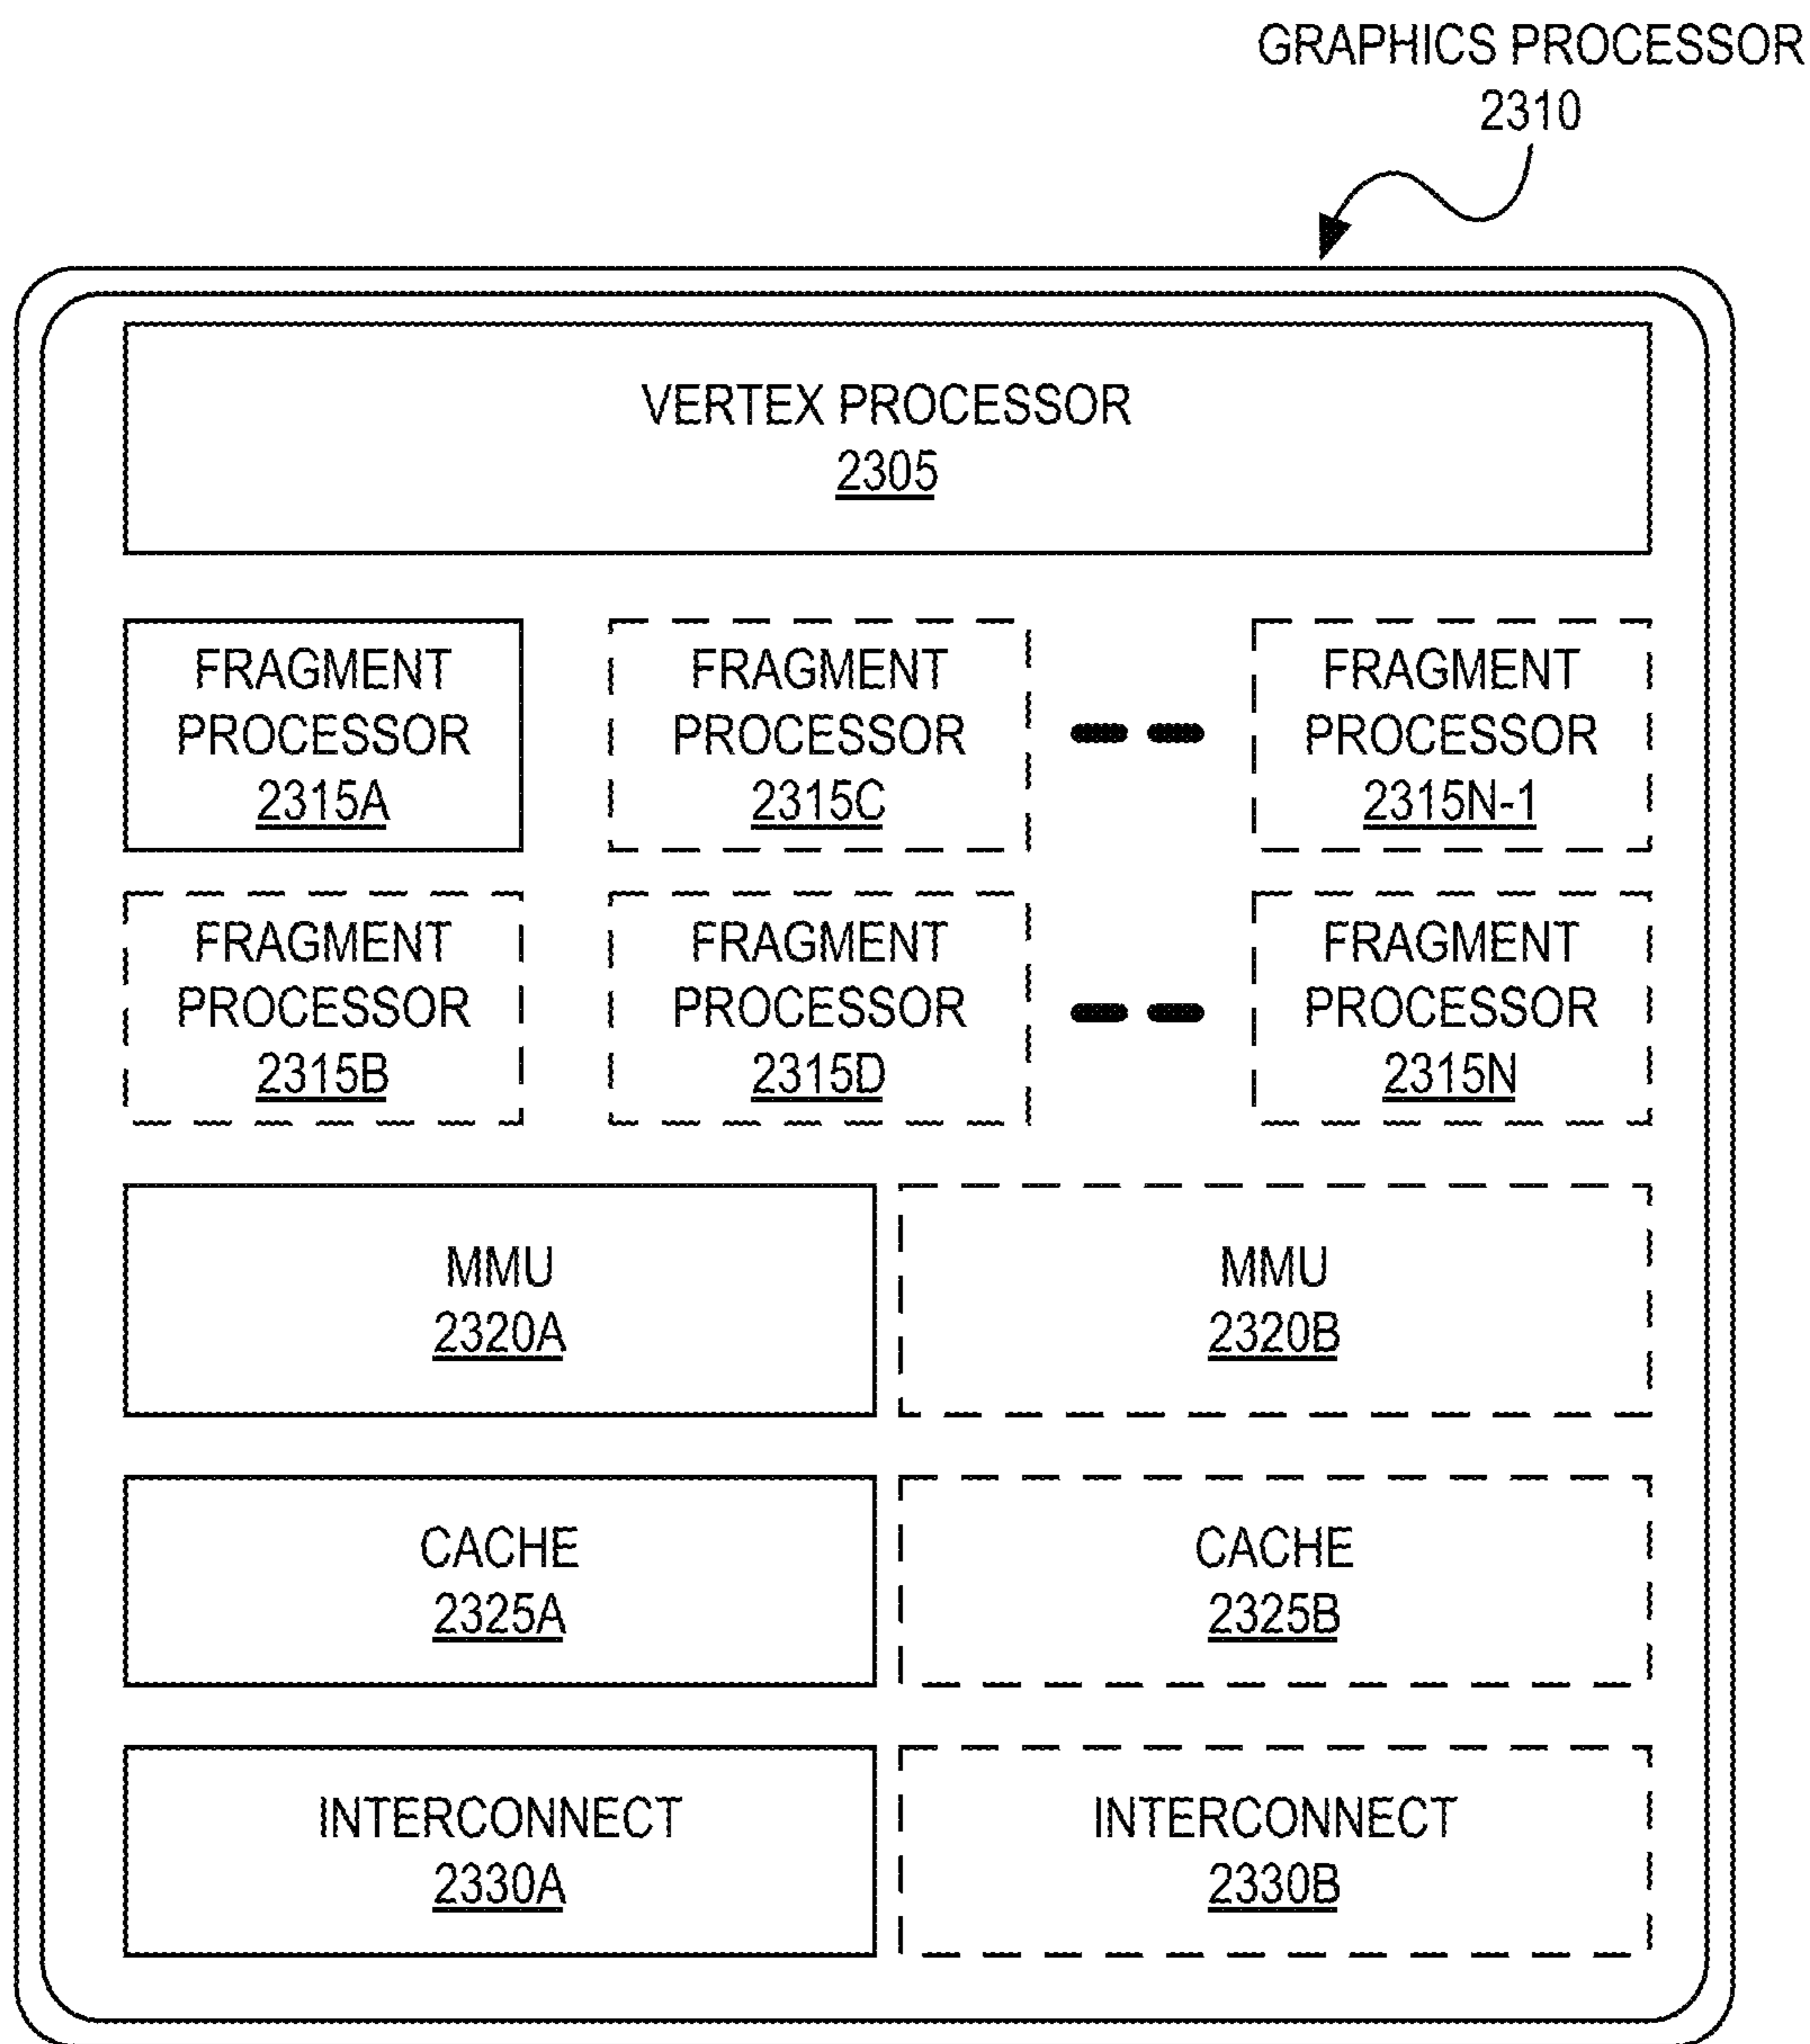 GRAPHICS PROCESSOR
2310
VERTEX PROCESSOR
2305
FRAGMENT
PROCESSOR
2315A
FRAGMENT
PROCESSOR
2315C
FRAGMENT
PROCESSOR
2315N-1
FRAGMENT
PROCESSOR
2315B
FRAGMENT
PROCESSOR
2315D
FRAGMENT
PROCESSOR
2315N
MMU
2320A
MMU
2320B
CACHE
2325A
CACHE
2325B
INTERCONNECT
2330A
INTERCONNECT
2330B